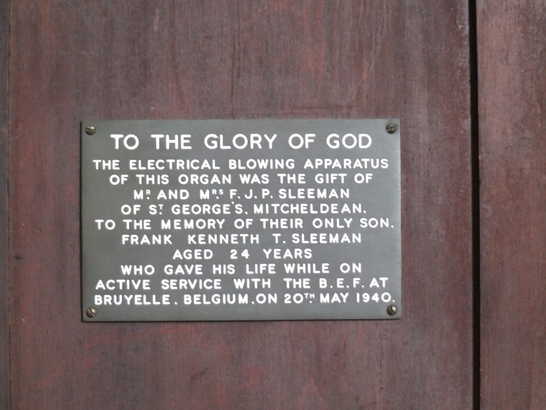 TO THE GLORY OF GOD
THE ELECTRICAL BLOWING APPARATUS
OF THIS ORGAN WAS THE GIFT OF
Mʀ AND Mʀs F.J.P. SLEEMAN
OF ST GEORGE'S, MITCHELDEAN.
TO THE MEMORY OF THEIR ONLY SON.
FRANK KENNETH T. SLEEMAN
AGED 24 YEARS
WHO GAVE HIS LIFE WHILE ON
ACTIVE SERVICE WITH THE B.E.F. AT
BRUYELLE, BELGIUM, ON 20TH MAY 1940.